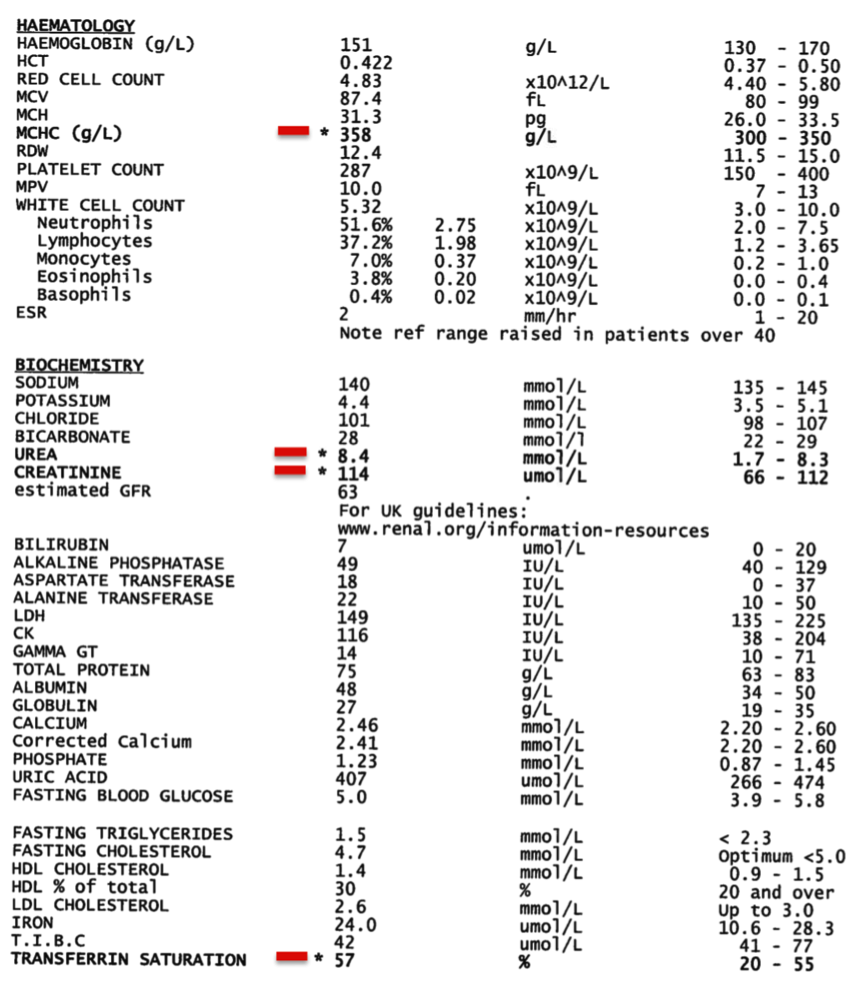 HAEMATOLOGY
HAEMOGLOBIN (g/L) 151 g/L 130 - 170
HCT 0.422 0.37 - 0.50
RED CELL COUNT 4.83 x10^12/L 4.40 - 5.80
MCV 87.4 fL 80 - 99
MCH 31.3 pg 26.0 - 33.5
MCHC (g/L) * 358 g/L 300 - 350
RDW 12.4 11.5 - 15.0
PLATELET COUNT 287 x10^9/L 150 - 400
MPV 10.0 fL 7 - 13
WHITE CELL COUNT 5.32 x10^9/L 3.0 - 10.0
Neutrophils 51.6% 2.75 x10^9/L 2.0 - 7.5
Lymphocytes 37.2% 1.98 x10^9/L 1.2 - 3.65
Monocytes 7.0% 0.37 x10^9/L 0.2 - 1.0
Eosinophils 3.8% 0.20 x10^9/L 0.0 - 0.4
Basophils 0.4% 0.02 x10^9/L 0.0 - 0.1
ESR 2 mm/hr 1 - 20
Note ref range raised in patients over 40
BIOCHEMISTRY
SODIUM 140 mmol/L 135 - 145
POTASSIUM 4.4 mmol/L 3.5 - 5.1
CHLORIDE 101 mmol/L 98 - 107
BICARBONATE 28 mmol/l 22 - 29
UREA * 8.4 mmol/L 1.7 - 8.3
CREATININE * 114 umol/L 66 - 112
estimated GFR 63 .
For UK guidelines:
www.renal.org/information-resources
BILIRUBIN 7 umol/L 0 - 20
ALKALINE PHOSPHATASE 49 IU/L 40 - 129
ASPARTATE TRANSFERASE 18 IU/L 0 - 37
ALANINE TRANSFERASE 22 IU/L 10 - 50
LDH 149 IU/L 135 - 225
CK 116 IU/L 38 - 204
GAMMA GT 14 IU/L 10 - 71
TOTAL PROTEIN 75 g/L 63 - 83
ALBUMIN 48 g/L 34 - 50
GLOBULIN 27 g/L 19 - 35
CALCIUM 2.46 mmol/L 2.20 - 2.60
Corrected Calcium 2.41 mmol/L 2.20 - 2.60
PHOSPHATE 1.23 mmol/L 0.87 - 1.45
URIC ACID 407 umol/L 266 - 474
FASTING BLOOD GLUCOSE 5.0 mmol/L 3.9 - 5.8
FASTING TRIGLYCERIDES 1.5 mmol/L < 2.3
FASTING CHOLESTEROL 4.7 mmol/L Optimum <5.0
HDL CHOLESTEROL 1.4 mmol/L 0.9 - 1.5
HDL % of total 30 % 20 and over
LDL CHOLESTEROL 2.6 mmol/L Up to 3.0
IRON 24.0 umol/L 10.6 - 28.3
T.I.B.C 42 umol/L 41 - 77
TRANSFERRIN SATURATION * 57 % 20 - 55